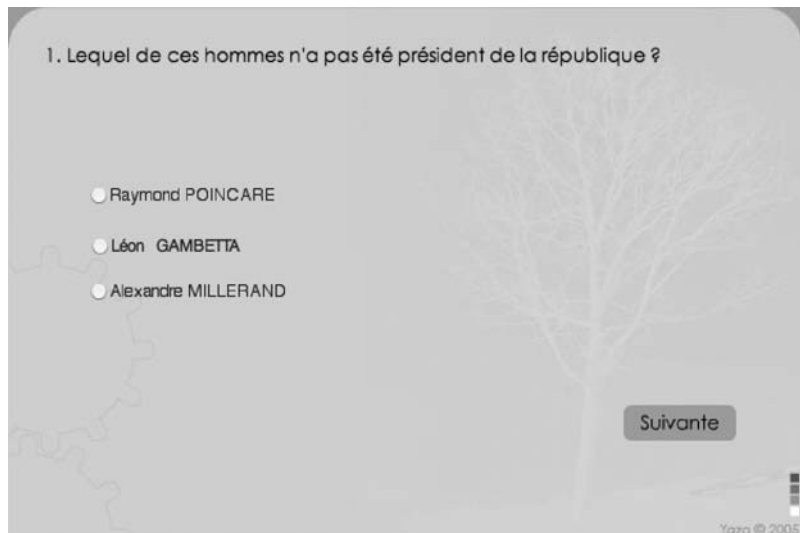 1. Lequel de ces hommes n'a pas été président de la république ?
Raymond POINCARE
Léon GAMBETTA
Alexandre MILLERAND
Suivante
Yazo © 2005